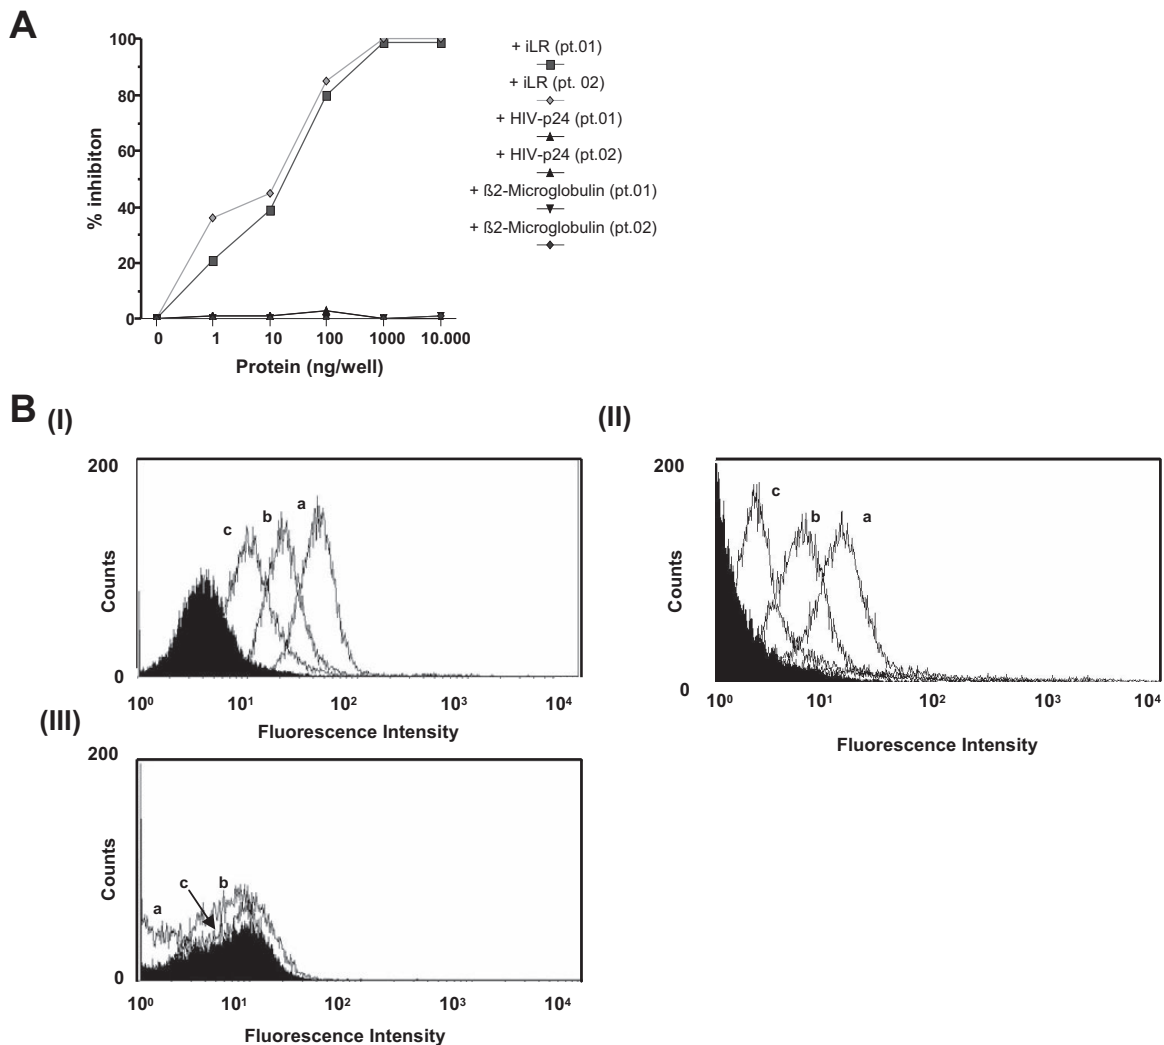 A
100
80
60
40
20
0
% inhibiton
0 1 10 100 1000 10.000
Protein (ng/well)
+ iLR (pt.01)
+ iLR (pt. 02)
+ HIV-p24 (pt.01)
+ HIV-p24 (pt.02)
+ ß2-Microglobulin (pt.01)
+ ß2-Microglobulin (pt.02)
B (I)
200
Counts
0
c b a
10⁰ 10¹ 10² 10³ 10⁴
Fluorescence Intensity
(II)
200
Counts
0
c b a
10⁰ 10¹ 10² 10³ 10⁴
Fluorescence Intensity
(III)
200
Counts
0
a c b
10⁰ 10¹ 10² 10³ 10⁴
Fluorescence Intensity